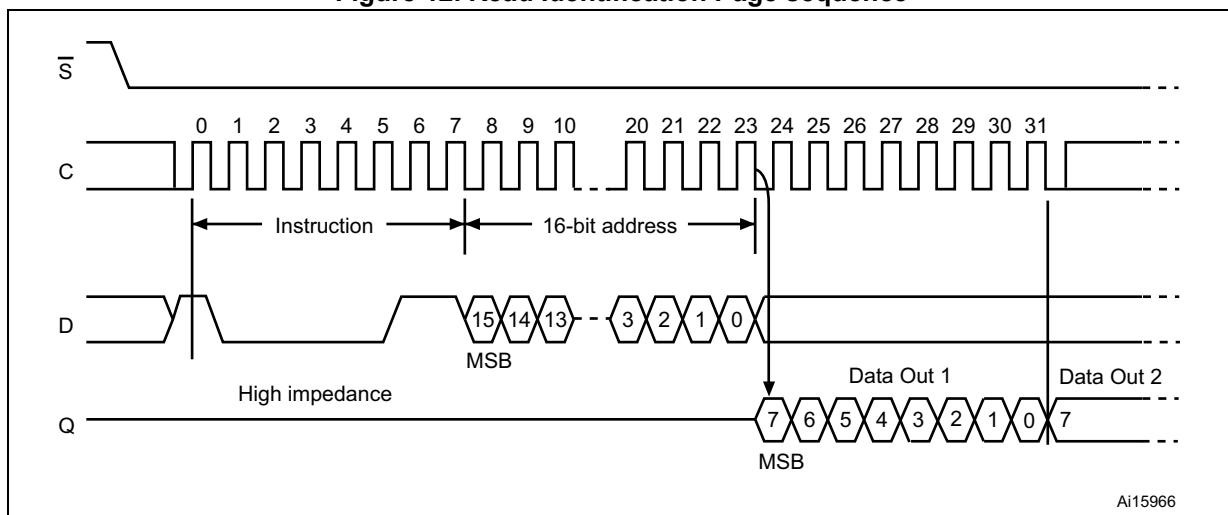 Figure 12. Read Identification Page sequence
S
0 1 2 3 4 5 6 7 8 9 10 20 21 22 23 24 25 26 27 28 29 30 31
C
Instruction 16-bit address
D
15 14 13 3 2 1 0
MSB
High impedance
Data Out 1 Data Out 2
Q
7 6 5 4 3 2 1 0 7
MSB
Ai15966